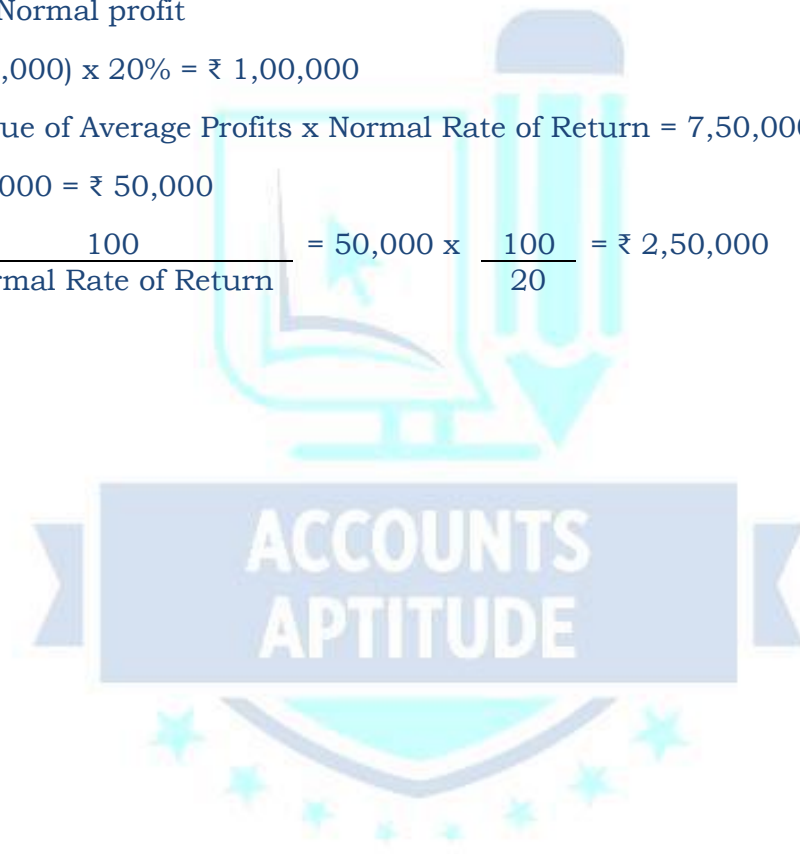 Normal profit
,000) x 20% = ₹ 1,00,000
ue of Average Profits x Normal Rate of Return = 7,50,000
000 = ₹ 50,000
100 = 50,000 x 100 = ₹ 2,50,000
rmal Rate of Return 20
ACCOUNTS
APTITUDE